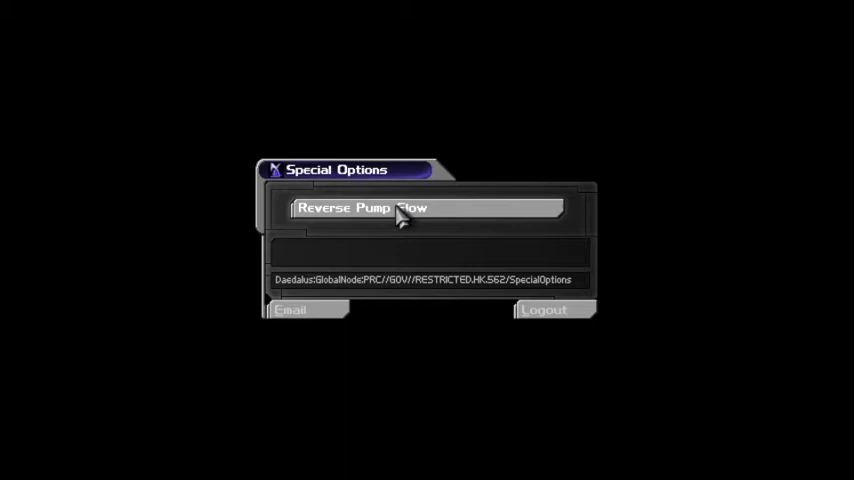 Special Options
Reverse Pump Flow
Daedalus:GlobalNode:PRC//GOV//RESTRICTED.HK.562/SpecialOptions
Email
Logout